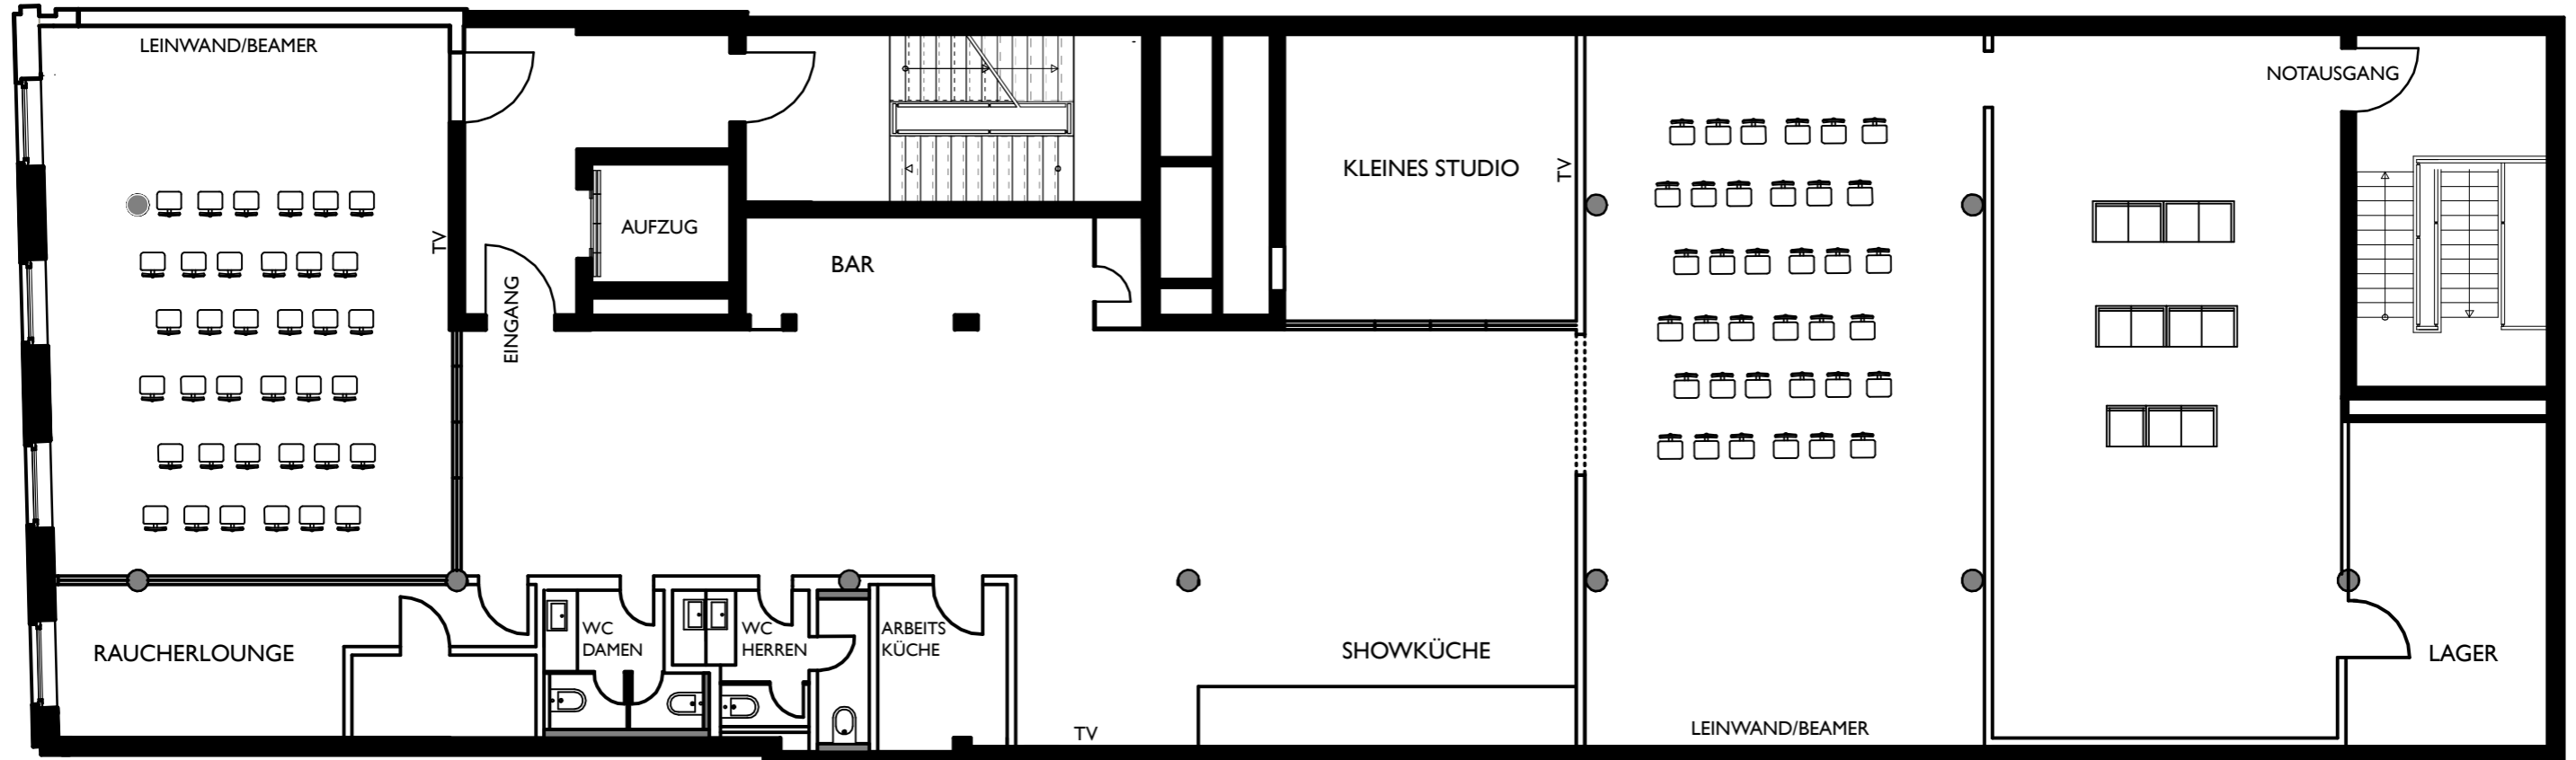 LEINWAND/BEAMER
NOTAUSGANG
KLEINES STUDIO
TV
AUFZUG
TV
BAR
EINGANG
WC
DAMEN
WC
HERREN
ARBEITS
KÜCHE
RAUCHERLOUNGE
SHOWKÜCHE
LAGER
TV
LEINWAND/BEAMER